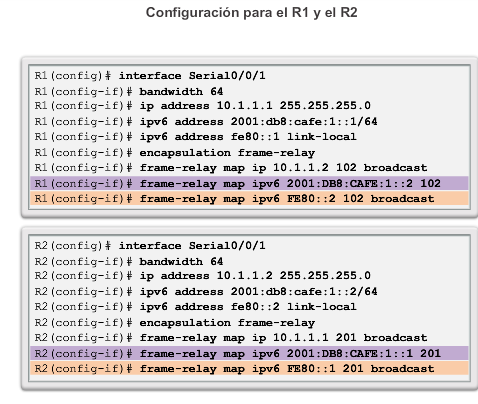 Configuración para el R1 y el R2
R1(config)# interface Serial0/0/1
R1(config-if)# bandwidth 64
R1(config-if)# ip address 10.1.1.1 255.255.255.0
R1(config-if)# ipv6 address 2001:db8:cafe:1::1/64
R1(config-if)# ipv6 address fe80::1 link-local
R1(config-if)# encapsulation frame-relay
R1(config-if)# frame-relay map ip 10.1.1.2 102 broadcast
R1(config-if)# frame-relay map ipv6 2001:DB8:CAFE:1::2 102
R1(config-if)# frame-relay map ipv6 FE80::2 102 broadcast
R2(config)# interface Serial0/0/1
R2(config-if)# bandwidth 64
R2(config-if)# ip address 10.1.1.2 255.255.255.0
R2(config-if)# ipv6 address 2001:db8:cafe:1::2/64
R2(config-if)# ipv6 address fe80::2 link-local
R2(config-if)# encapsulation frame-relay
R2(config-if)# frame-relay map ip 10.1.1.1 201 broadcast
R2(config-if)# frame-relay map ipv6 2001:DB8:CAFE:1::1 201
R2(config-if)# frame-relay map ipv6 FE80::1 201 broadcast